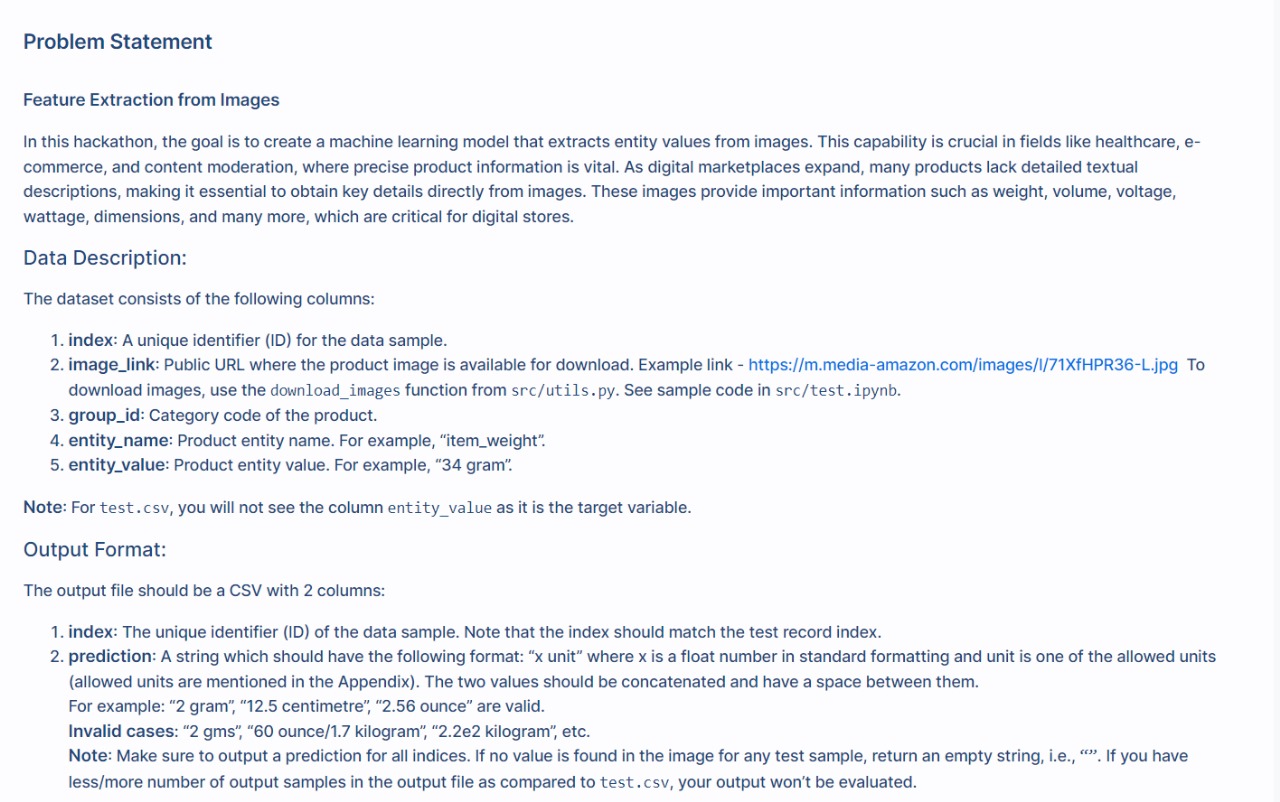 Problem Statement
Feature Extraction from Images
In this hackathon, the goal is to create a machine learning model that extracts entity values from images. This capability is crucial in fields like healthcare, e-
commerce, and content moderation, where precise product information is vital. As digital marketplaces expand, many products lack detailed textual
descriptions, making it essential to obtain key details directly from images. These images provide important information such as weight, volume, voltage,
wattage, dimensions, and many more, which are critical for digital stores.
Data Description:
The dataset consists of the following columns:
1. index: A unique identifier (ID) for the data sample.
2. image_link: Public URL where the product image is available for download. Example link - https://m.media-amazon.com/images/I/71XfHPR36-L.jpg To
download images, use the download_images function from src/utils.py. See sample code in src/test.ipynb.
3. group_id: Category code of the product.
4. entity_name: Product entity name. For example, “item_weight”.
5. entity_value: Product entity value. For example, “34 gram”.
Note: For test.csv, you will not see the column entity_value as it is the target variable.
Output Format:
The output file should be a CSV with 2 columns:
1. index: The unique identifier (ID) of the data sample. Note that the index should match the test record index.
2. prediction: A string which should have the following format: “x unit” where x is a float number in standard formatting and unit is one of the allowed units
(allowed units are mentioned in the Appendix). The two values should be concatenated and have a space between them.
For example: “2 gram”, “12.5 centimetre”, “2.56 ounce” are valid.
Invalid cases: “2 gms”, “60 ounce/1.7 kilogram”, “2.2e2 kilogram”, etc.
Note: Make sure to output a prediction for all indices. If no value is found in the image for any test sample, return an empty string, i.e., “”. If you have
less/more number of output samples in the output file as compared to test.csv, your output won’t be evaluated.